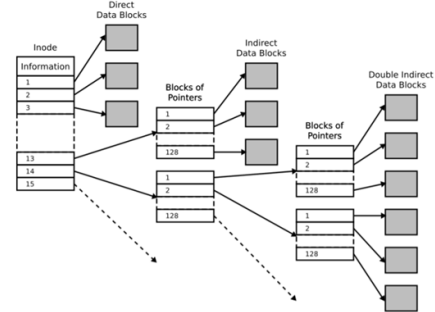 Direct
Data Blocks
Inode
Information
1
2
3
13
14
15
Indirect
Data Blocks
Blocks of
Pointers
1
2
128
1
2
128
Double Indirect
Data Blocks
Blocks of
Pointers
1
2
128
1
2
128